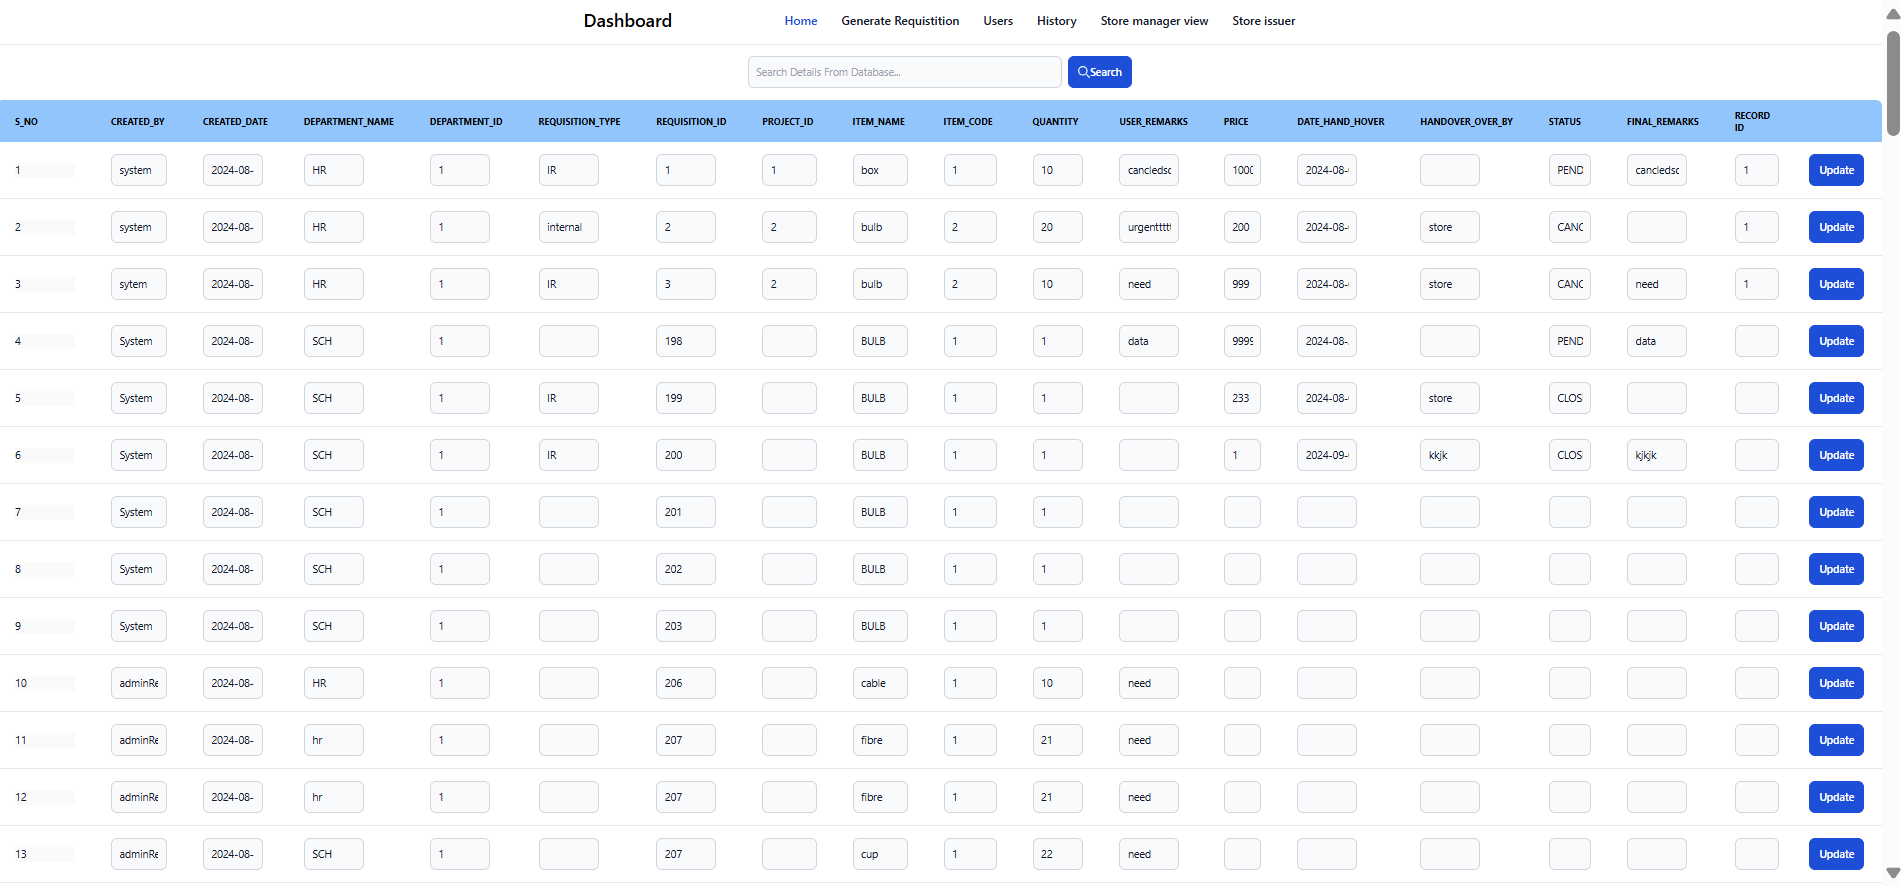 Dashboard Home Generate Requistition Users History Store manager view Store issuer
Search Details From Database... Search
S_NO CREATED_BY CREATED_DATE DEPARTMENT_NAME DEPARTMENT_ID REQUISITION_TYPE REQUISITION_ID PROJECT_ID ITEM_NAME ITEM_CODE QUANTITY USER_REMARKS PRICE DATE_HAND_HOVER HANDOVER_OVER_BY STATUS FINAL_REMARKS RECORD ID
1 system 2024-08- HR 1 IR 1 1 box 1 10 cancledsc 1000 2024-08- PEND cancledsc 1 Update
2 system 2024-08- HR 1 internal 2 2 bulb 2 20 urgentttt 200 2024-08- store CANC 1 Update
3 sytem 2024-08- HR 1 IR 3 2 bulb 2 10 need 999 2024-08- store CANC need 1 Update
4 System 2024-08- SCH 1 198 BULB 1 1 data 9999 2024-08- PEND data Update
5 System 2024-08- SCH 1 IR 199 BULB 1 1 233 2024-08- store CLOS Update
6 System 2024-08- SCH 1 IR 200 BULB 1 1 1 2024-09- kkjk CLOS kjkjk Update
7 System 2024-08- SCH 1 201 BULB 1 1 Update
8 System 2024-08- SCH 1 202 BULB 1 1 Update
9 System 2024-08- SCH 1 203 BULB 1 1 Update
10 adminRe 2024-08- HR 1 206 cable 1 10 need Update
11 adminRe 2024-08- hr 1 207 fibre 1 21 need Update
12 adminRe 2024-08- hr 1 207 fibre 1 21 need Update
13 adminRe 2024-08- SCH 1 207 cup 1 22 need Update